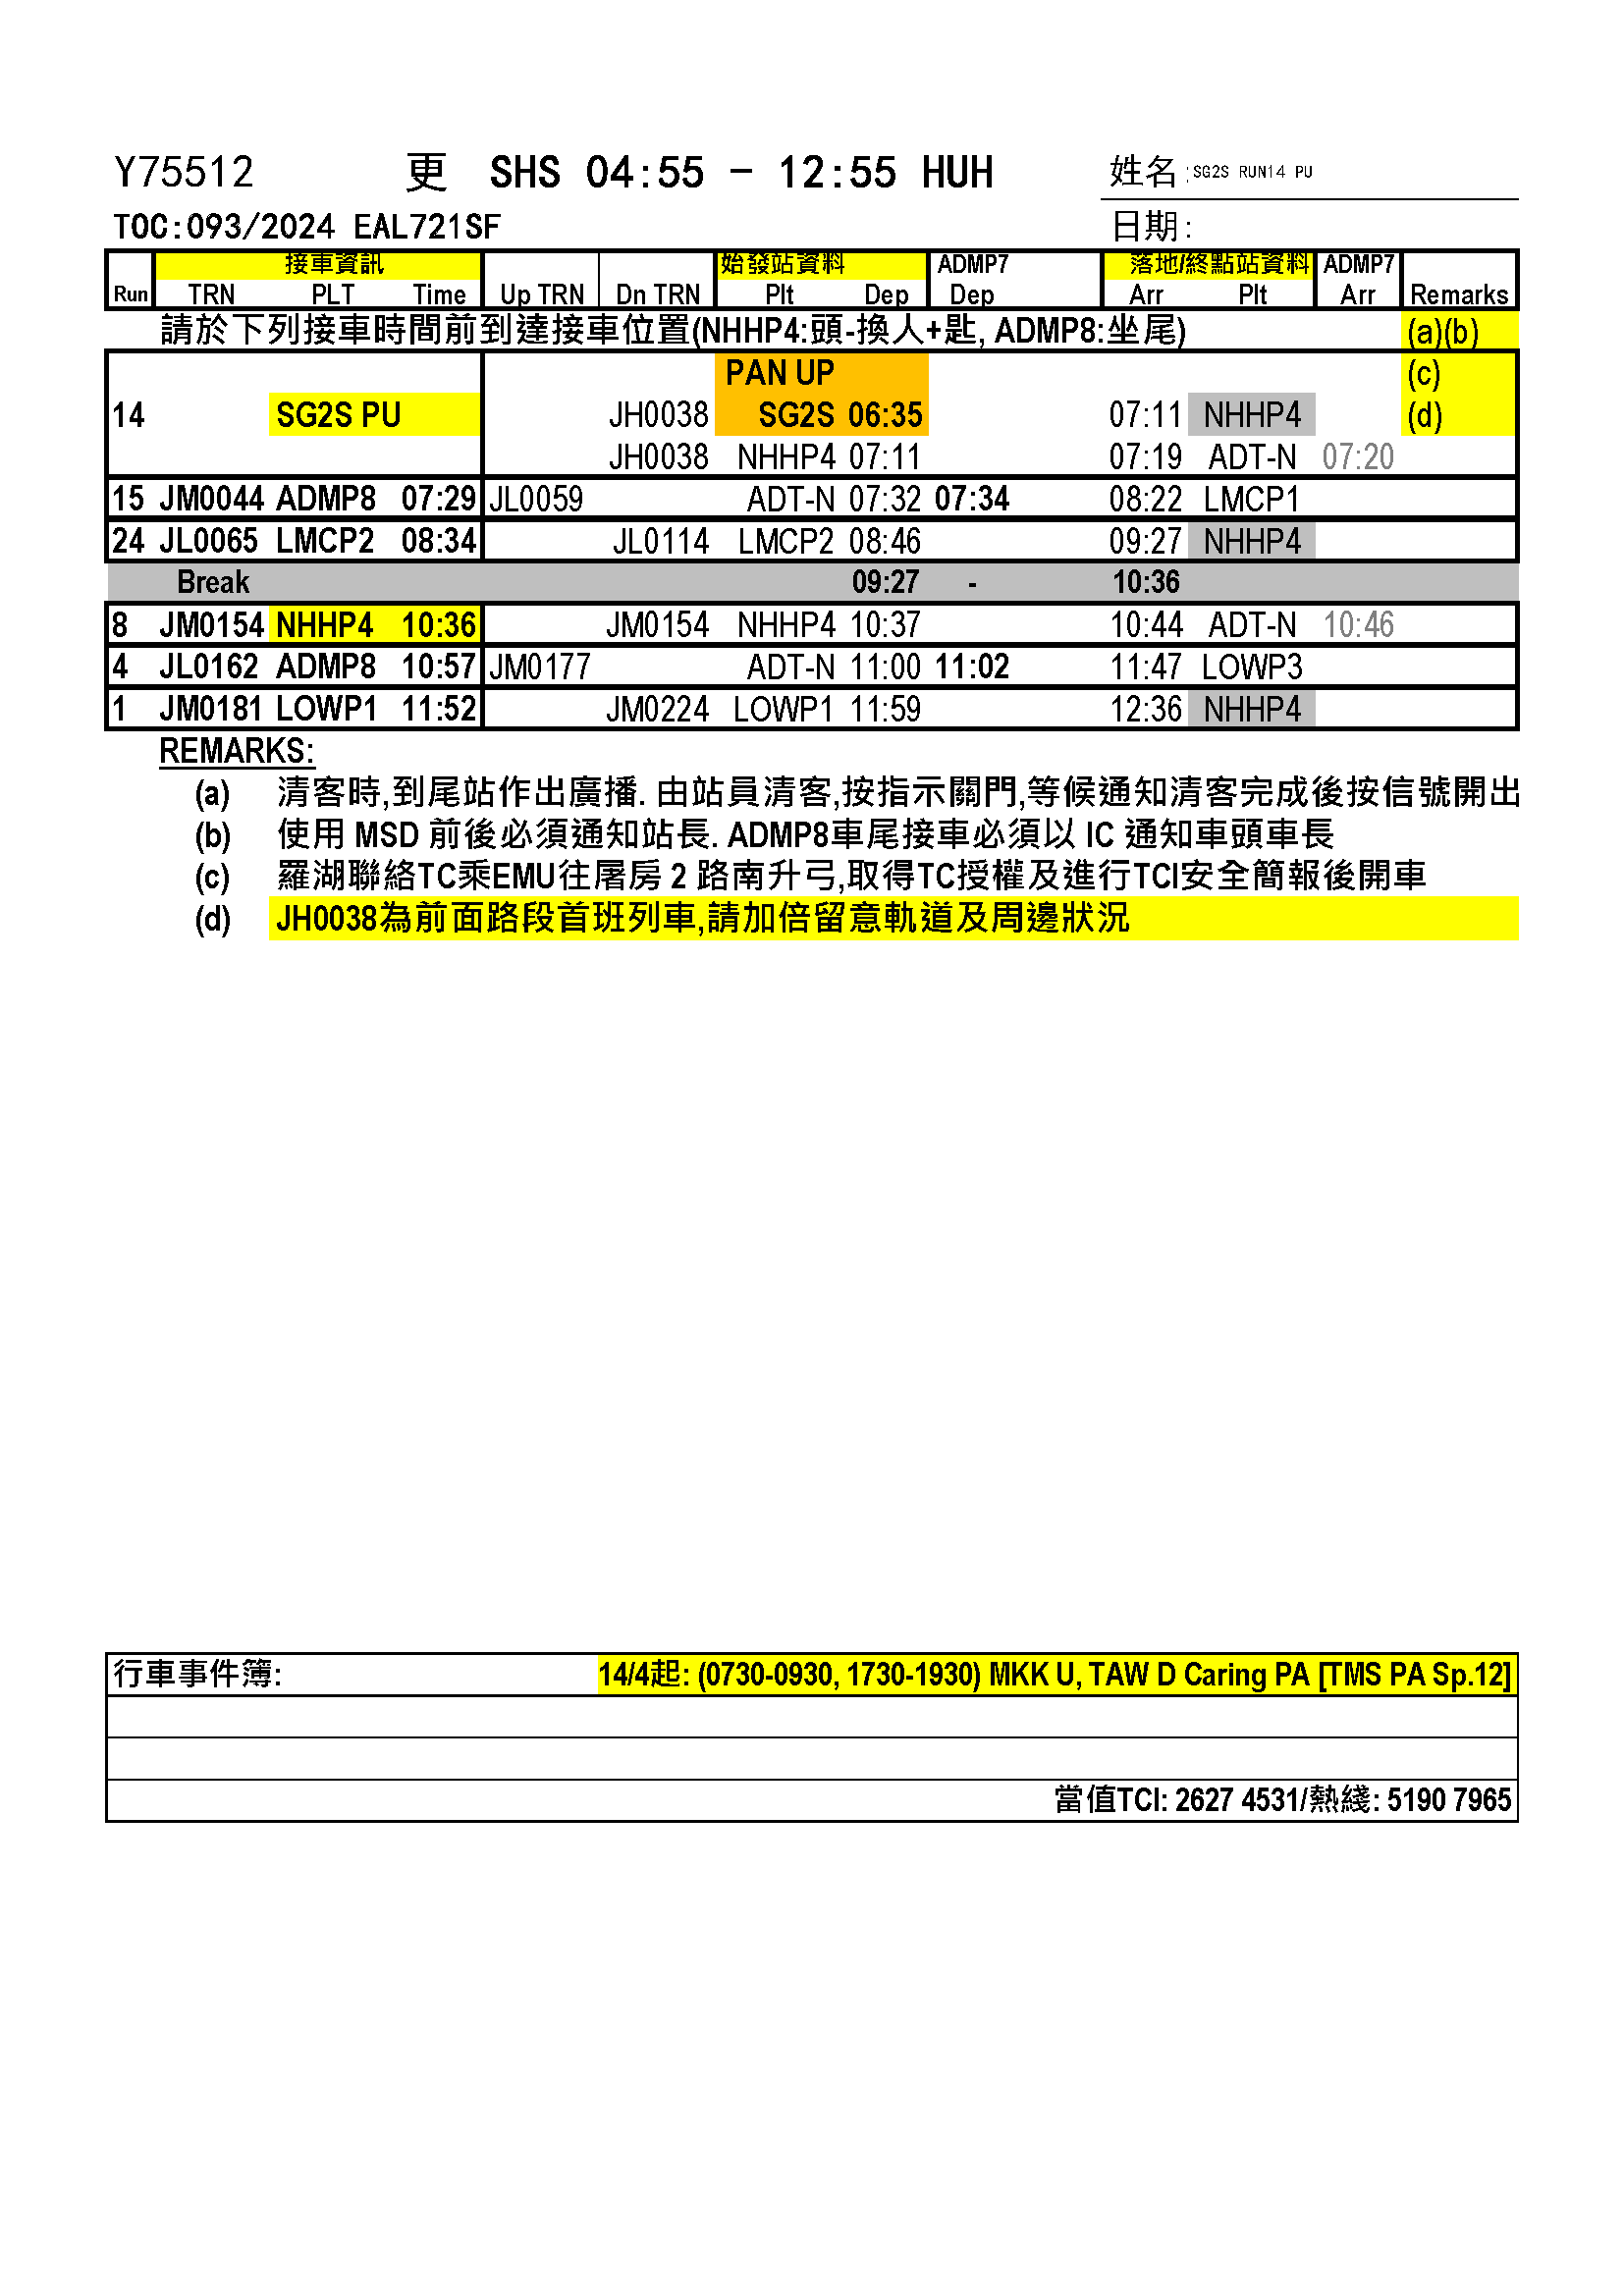 Y75512 更 SHS 04:55 - 12:55 HUH 姓名:SG2S RUN14 PU
TOC:093/2024 EAL721SF 日期:
接車資訊 始發站資料 ADMP7 落地/終點站資料 ADMP7
Run TRN PLT Time Up TRN Dn TRN Plt Dep Dep Arr Plt Arr Remarks
請於下列接車時間前到達接車位置(NHHP4:頭-換人+匙, ADMP8:坐尾) (a)(b)
PAN UP (c)
14 SG2S PU JH0038 SG2S 06:35 07:11 NHHP4 (d)
JH0038 NHHP4 07:11 07:19 ADT-N 07:20
15 JM0044 ADMP8 07:29 JL0059 ADT-N 07:32 07:34 08:22 LMCP1
24 JL0065 LMCP2 08:34 JL0114 LMCP2 08:46 09:27 NHHP4
Break 09:27 - 10:36
8 JM0154 NHHP4 10:36 JM0154 NHHP4 10:37 10:44 ADT-N 10:46
4 JL0162 ADMP8 10:57 JM0177 ADT-N 11:00 11:02 11:47 LOWP3
1 JM0181 LOWP1 11:52 JM0224 LOWP1 11:59 12:36 NHHP4
REMARKS:
(a) 清客時,到尾站作出廣播. 由站員清客,按指示關門,等候通知清客完成後按信號開出
(b) 使用 MSD 前後必須通知站長. ADMP8車尾接車必須以 IC 通知車頭車長
(c) 羅湖聯絡TC乘EMU往屠房 2 路南升弓,取得TC授權及進行TCI安全簡報後開車
(d) JH0038為前面路段首班列車,請加倍留意軌道及周邊狀況
行車事件簿: 14/4起: (0730-0930, 1730-1930) MKK U, TAW D Caring PA [TMS PA Sp.12]
當值TCI: 2627 4531/熱綫: 5190 7965